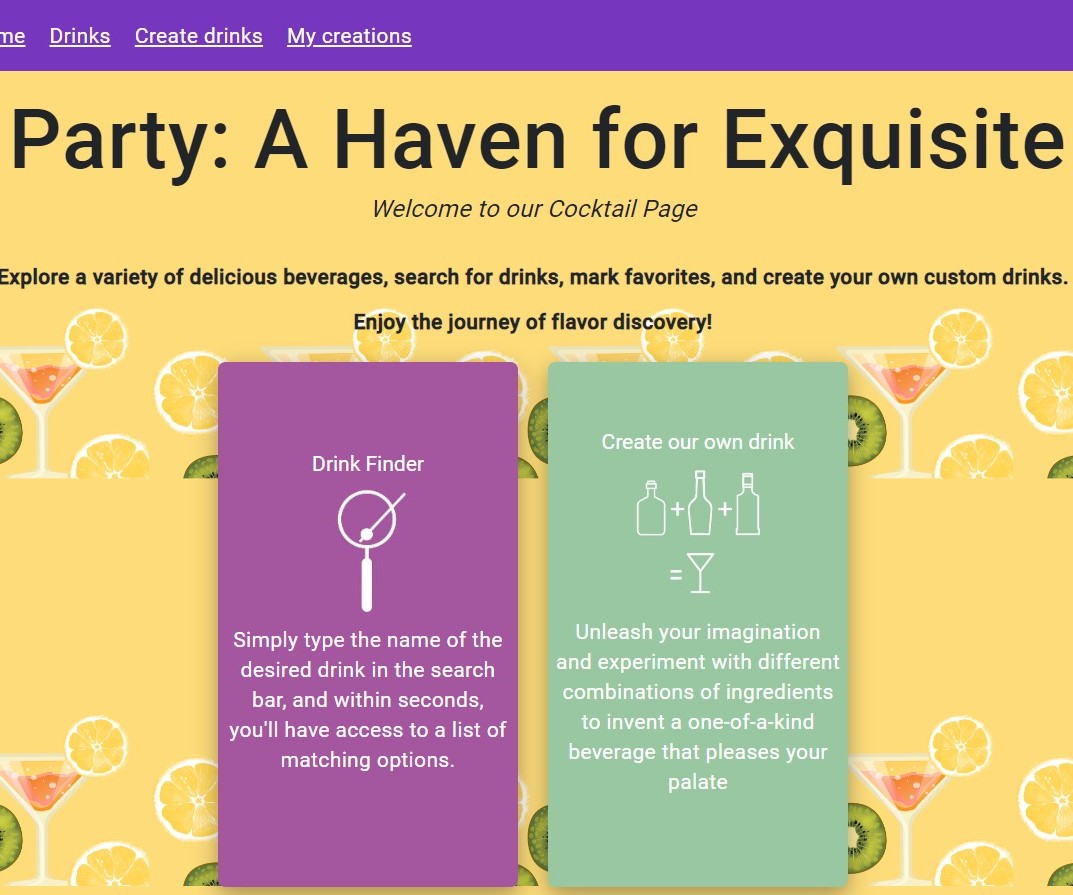 me Drinks Create drinks My creations
Party: A Haven for Exquisite
Welcome to our Cocktail Page
Explore a variety of delicious beverages, search for drinks, mark favorites, and create your own custom drinks.
Enjoy the journey of flavor discovery!
Drink Finder
Simply type the name of the
desired drink in the search
bar, and within seconds,
you'll have access to a list of
matching options.
Create our own drink
+ +
=
Unleash your imagination
and experiment with different
combinations of ingredients
to invent a one-of-a-kind
beverage that pleases your
palate